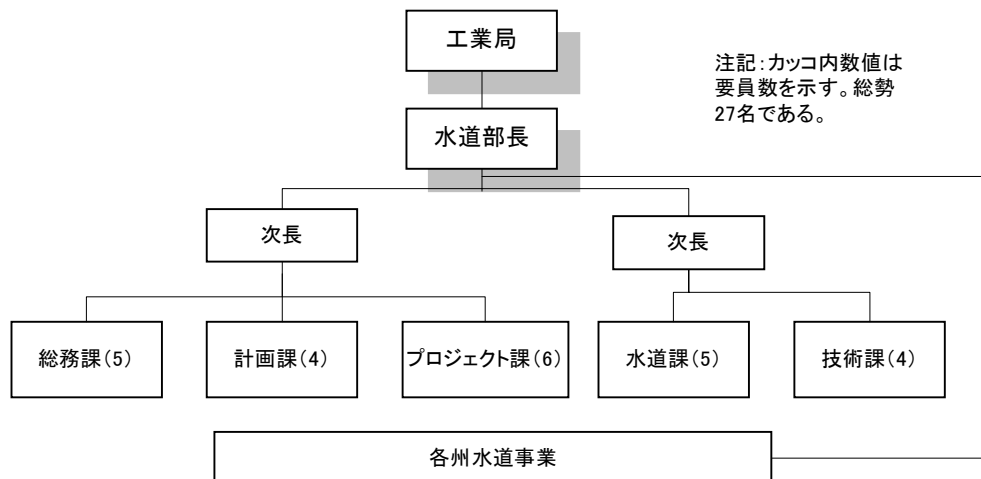 工業局
注記：カッコ内数値は
要員数を示す。総勢
27名である。
水道部長
次長
次長
総務課（5）
計画課（4）
プロジェクト課（6）
水道課（5）
技術課（4）
各州水道事業